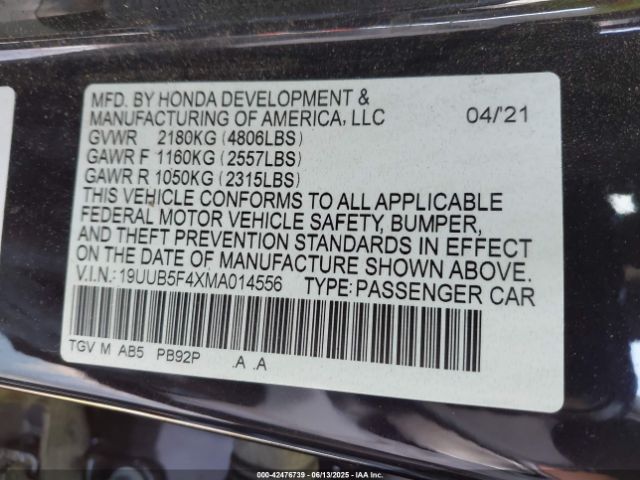 MFD. BY HONDA DEVELOPMENT &
MANUFACTURING OF AMERICA, LLC 04/21
GVWR 2180KG (4806LBS)
GAWR F 1160KG (2557LBS)
GAWR R 1050KG (2315LBS)
THIS VEHICLE CONFORMS TO ALL APPLICABLE
FEDERAL MOTOR VEHICLE SAFETY, BUMPER,
AND THEFT PREVENTION STANDARDS IN EFFECT
ON THE DATE OF MANUFACTURE SHOWN ABOVE.
V.I.N.: 19UUB5F4XMA014556 TYPE: PASSENGER CAR
TGV M AB5 PB92P .A .A
000-42476739 - 06/13/2025 - IAA Inc.